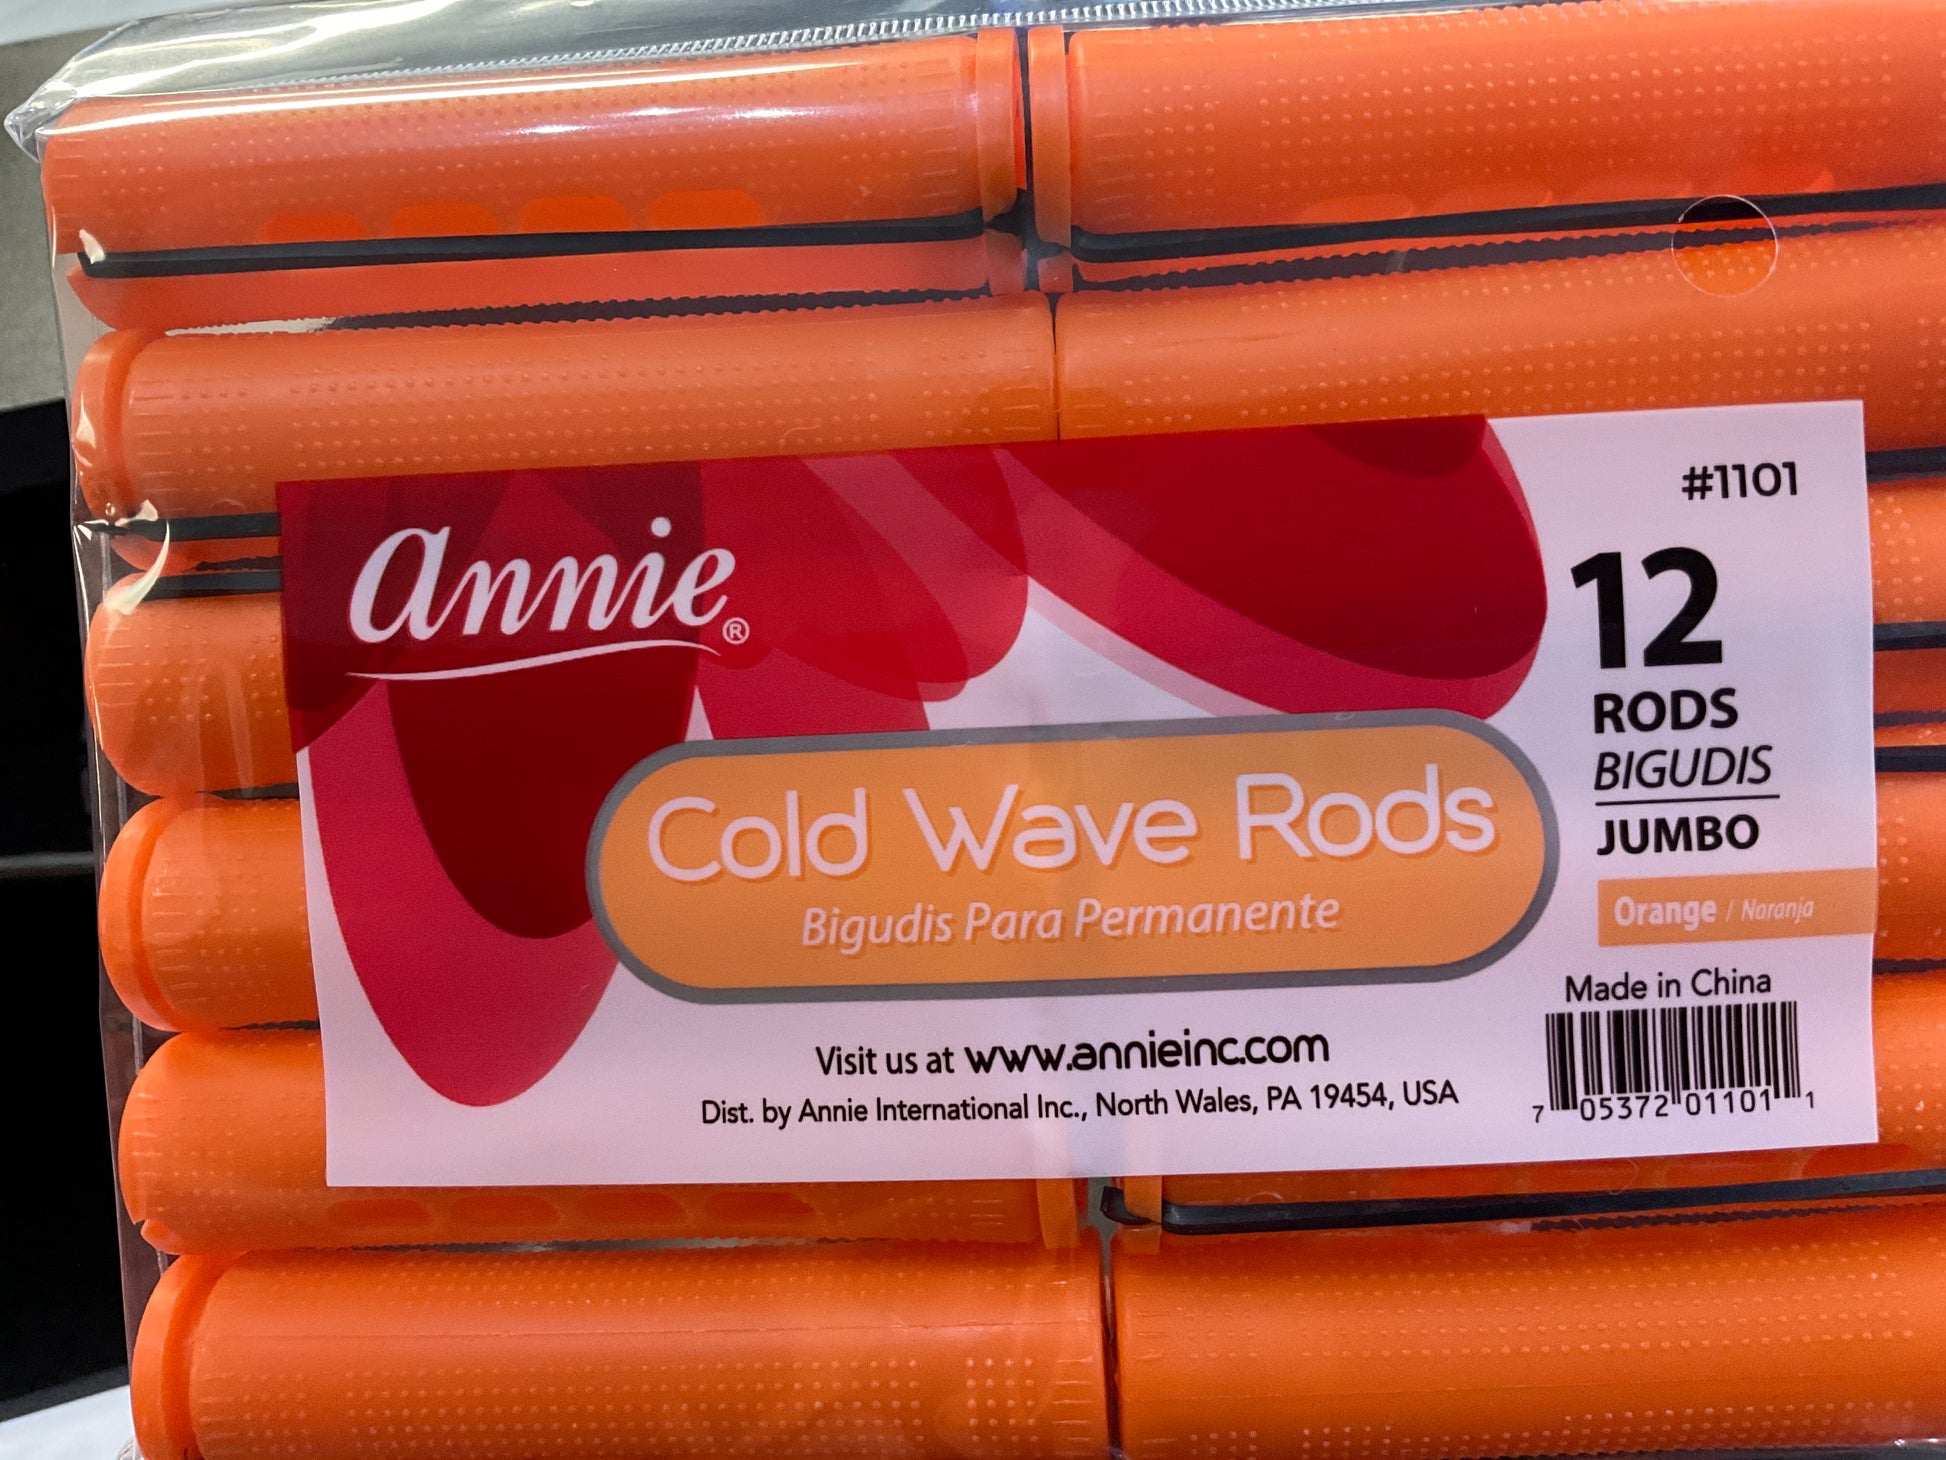 annie®
Cold Wave Rods
Bigudis Para Permanente
Visit us at www.annieinc.com
Dist. by Annie International Inc., North Wales, PA 19454, USA
#1101
12
RODS
BIGUDIS
JUMBO
Orange / Naranja
Made in China
7 05372 01101 1